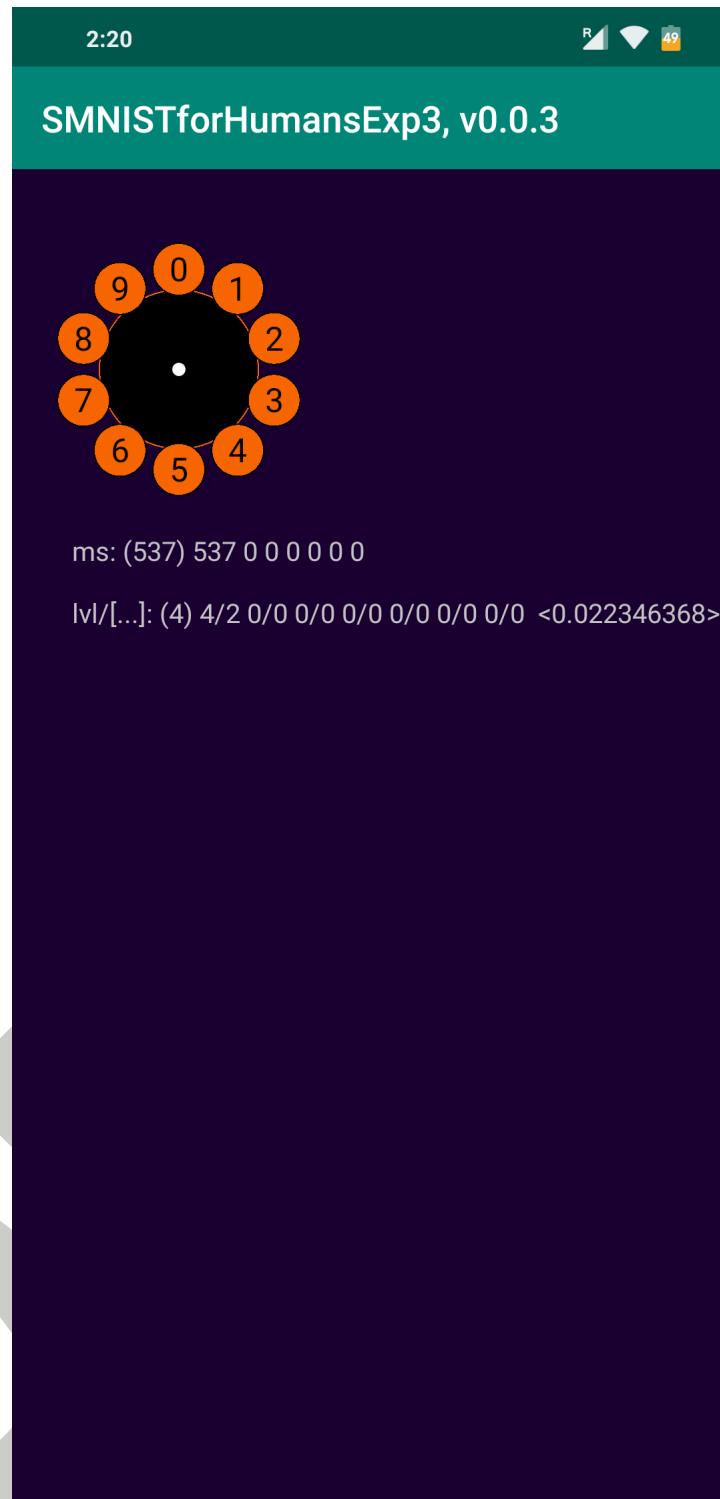 2:20 R 49
SMNISTforHumansExp3, v0.0.3
0
9 1
8 2
7 3
6 4
5
ms: (537) 537 0 0 0 0 0 0
lvl/[...]: (4) 4/2 0/0 0/0 0/0 0/0 0/0 0/0 <0.022346368>